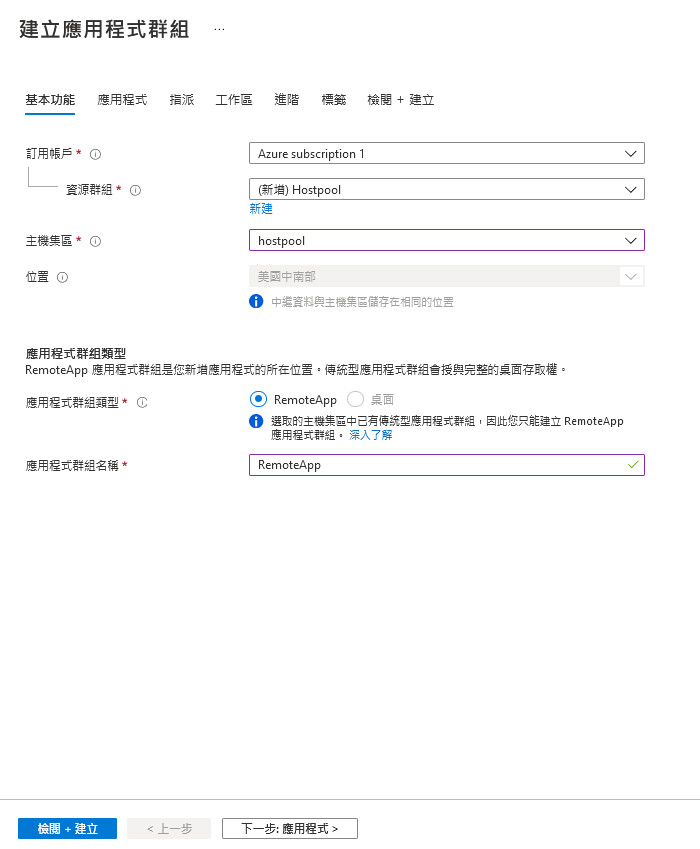 建立應用程式群組 ...
基本功能 應用程式 指派 工作區 進階 標籤 檢閱 + 建立
訂用帳戶 * Azure subscription 1
資源群組 * (新增) Hostpool
新建
主機集區 * hostpool
位置 美國中南部
中繼資料與主機集區儲存在相同的位置
應用程式群組類型
RemoteApp 應用程式群組是您新增應用程式的所在位置。傳統型應用程式群組會授與完整的桌面存取權。
應用程式群組類型 * RemoteApp 桌面
選取的主機集區中已有傳統型應用程式群組，因此您只能建立 RemoteApp
應用程式群組。 深入了解
應用程式群組名稱 * RemoteApp
檢閱 + 建立 < 上一步 下一步: 應用程式 >